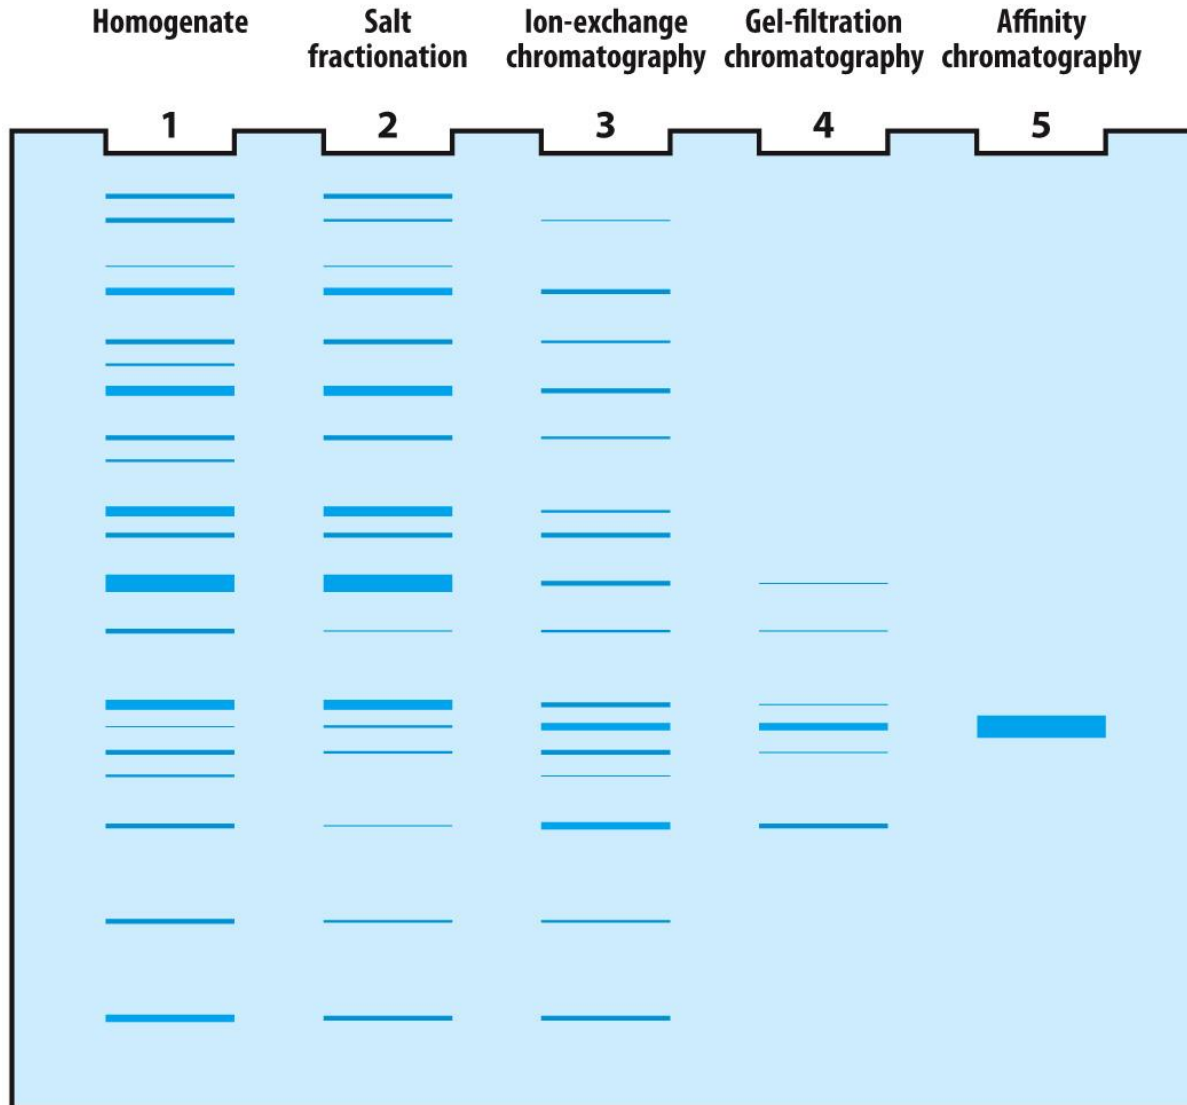 Homogenate
Salt
fractionation
Ion-exchange
chromatography
Gel-filtration
chromatography
Affinity
chromatography
1
2
3
4
5